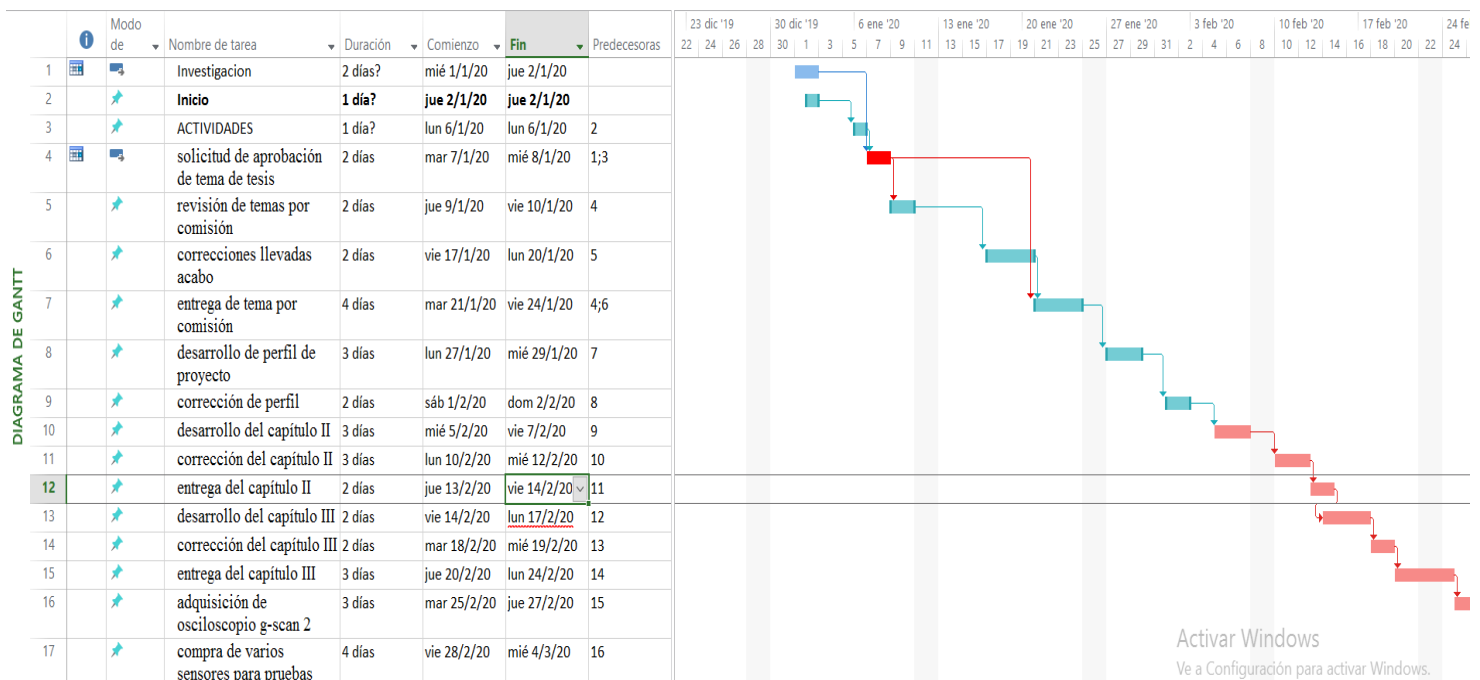 DIAGRAMA DE GANTT
Modo de Nombre de tarea Duración Comienzo Fin Predecesoras
1 Investigacion 2 días? mié 1/1/20 jue 2/1/20
2 Inicio 1 día? jue 2/1/20 jue 2/1/20
3 ACTIVIDADES 1 día? lun 6/1/20 lun 6/1/20 2
4 solicitud de aprobación 2 días mar 7/1/20 mié 8/1/20 1;3
de tema de tesis
5 revisión de temas por 2 días jue 9/1/20 vie 10/1/20 4
comisión
6 correcciones llevadas 2 días vie 17/1/20 lun 20/1/20 5
acabo
7 entrega de tema por 4 días mar 21/1/20 vie 24/1/20 4;6
comisión
8 desarrollo de perfil de 3 días lun 27/1/20 mié 29/1/20 7
proyecto
9 corrección de perfil 2 días sáb 1/2/20 dom 2/2/20 8
10 desarrollo del capítulo II 3 días mié 5/2/20 vie 7/2/20 9
11 corrección del capítulo II 3 días lun 10/2/20 mié 12/2/20 10
12 entrega del capítulo II 2 días jue 13/2/20 vie 14/2/20 11
13 desarrollo del capítulo III 2 días vie 14/2/20 lun 17/2/20 12
14 corrección del capítulo III 2 días mar 18/2/20 mié 19/2/20 13
15 entrega del capítulo III 3 días jue 20/2/20 lun 24/2/20 14
16 adquisición de 3 días mar 25/2/20 jue 27/2/20 15
osciloscopio g-scan 2
17 compra de varios 4 días vie 28/2/20 mié 4/3/20 16
sensores para pruebas
23 dic '19 30 dic '19 6 ene '20 13 ene '20 20 ene '20 27 ene '20 3 feb '20 10 feb '20 17 feb '20 24 fe
22 24 26 28 30 1 3 5 7 9 11 13 15 17 19 21 23 25 27 29 31 2 4 6 8 10 12 14 16 18 20 22 24
Activar Windows
Ve a Configuración para activar Windows.